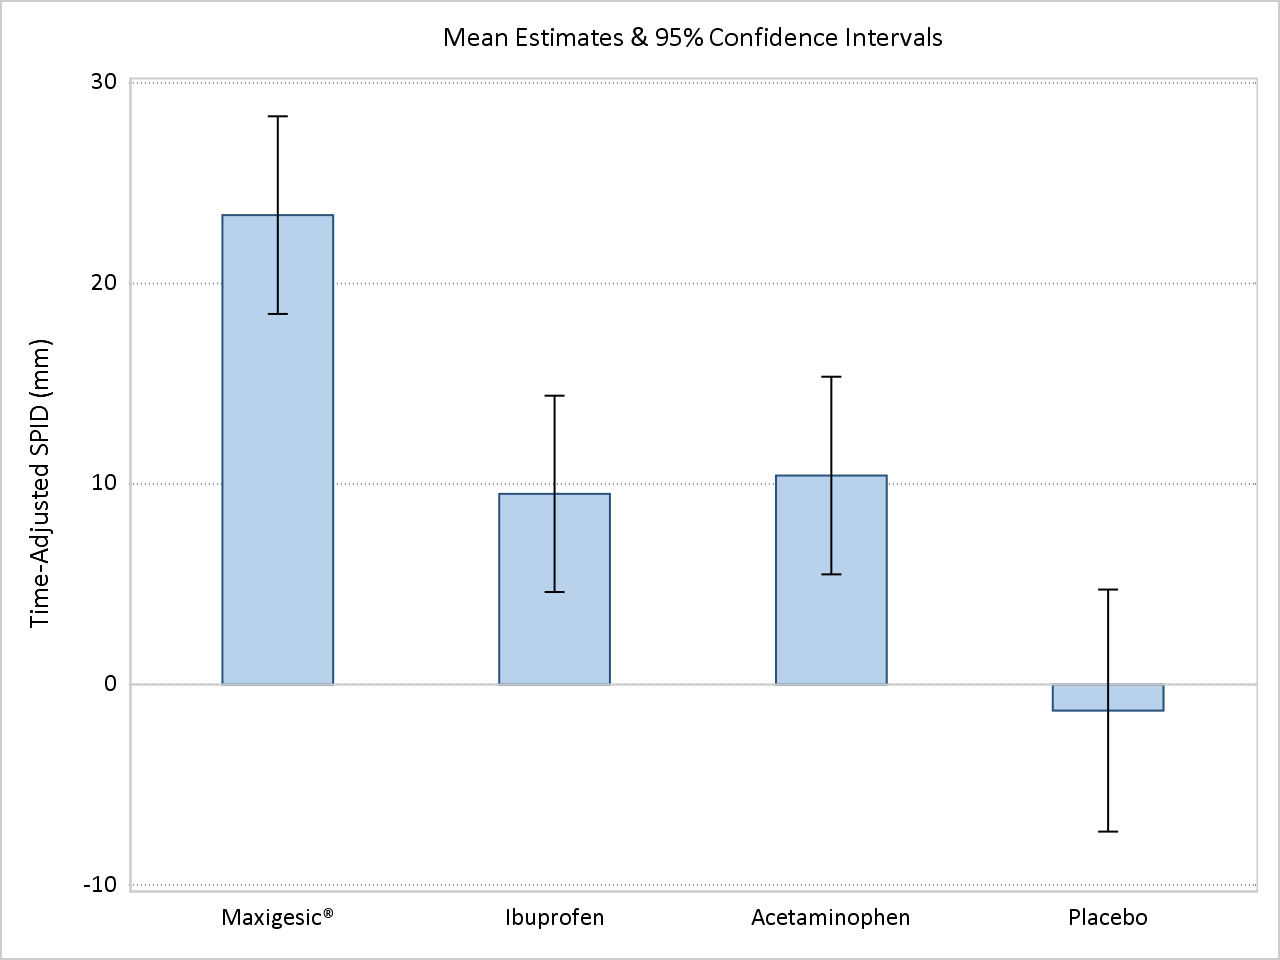 Mean Estimates & 95% Confidence Intervals
Time-Adjusted SPID (mm)
30
20
10
0
-10
Maxigesic® Ibuprofen Acetaminophen Placebo